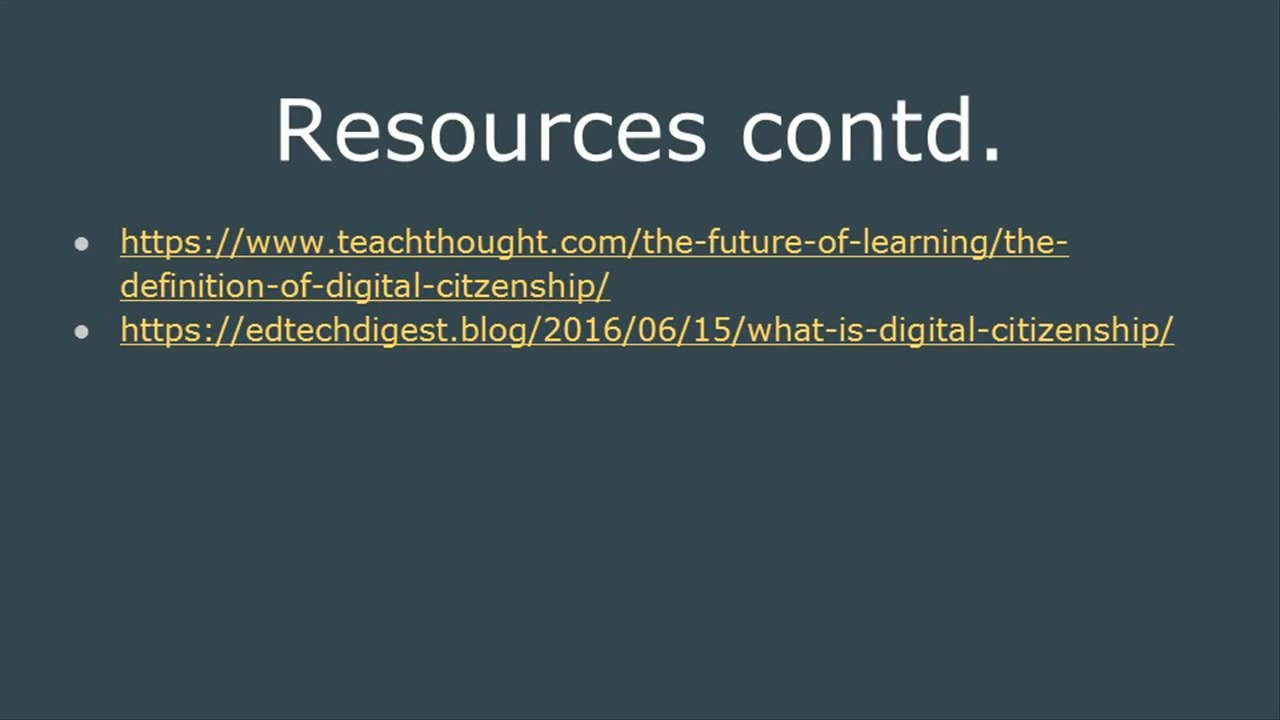 Resources contd.
https://www.teachthought.com/the-future-of-learning/the-
definition-of-digital-citzenship/
https://edtechdigest.blog/2016/06/15/what-is-digital-citizenship/